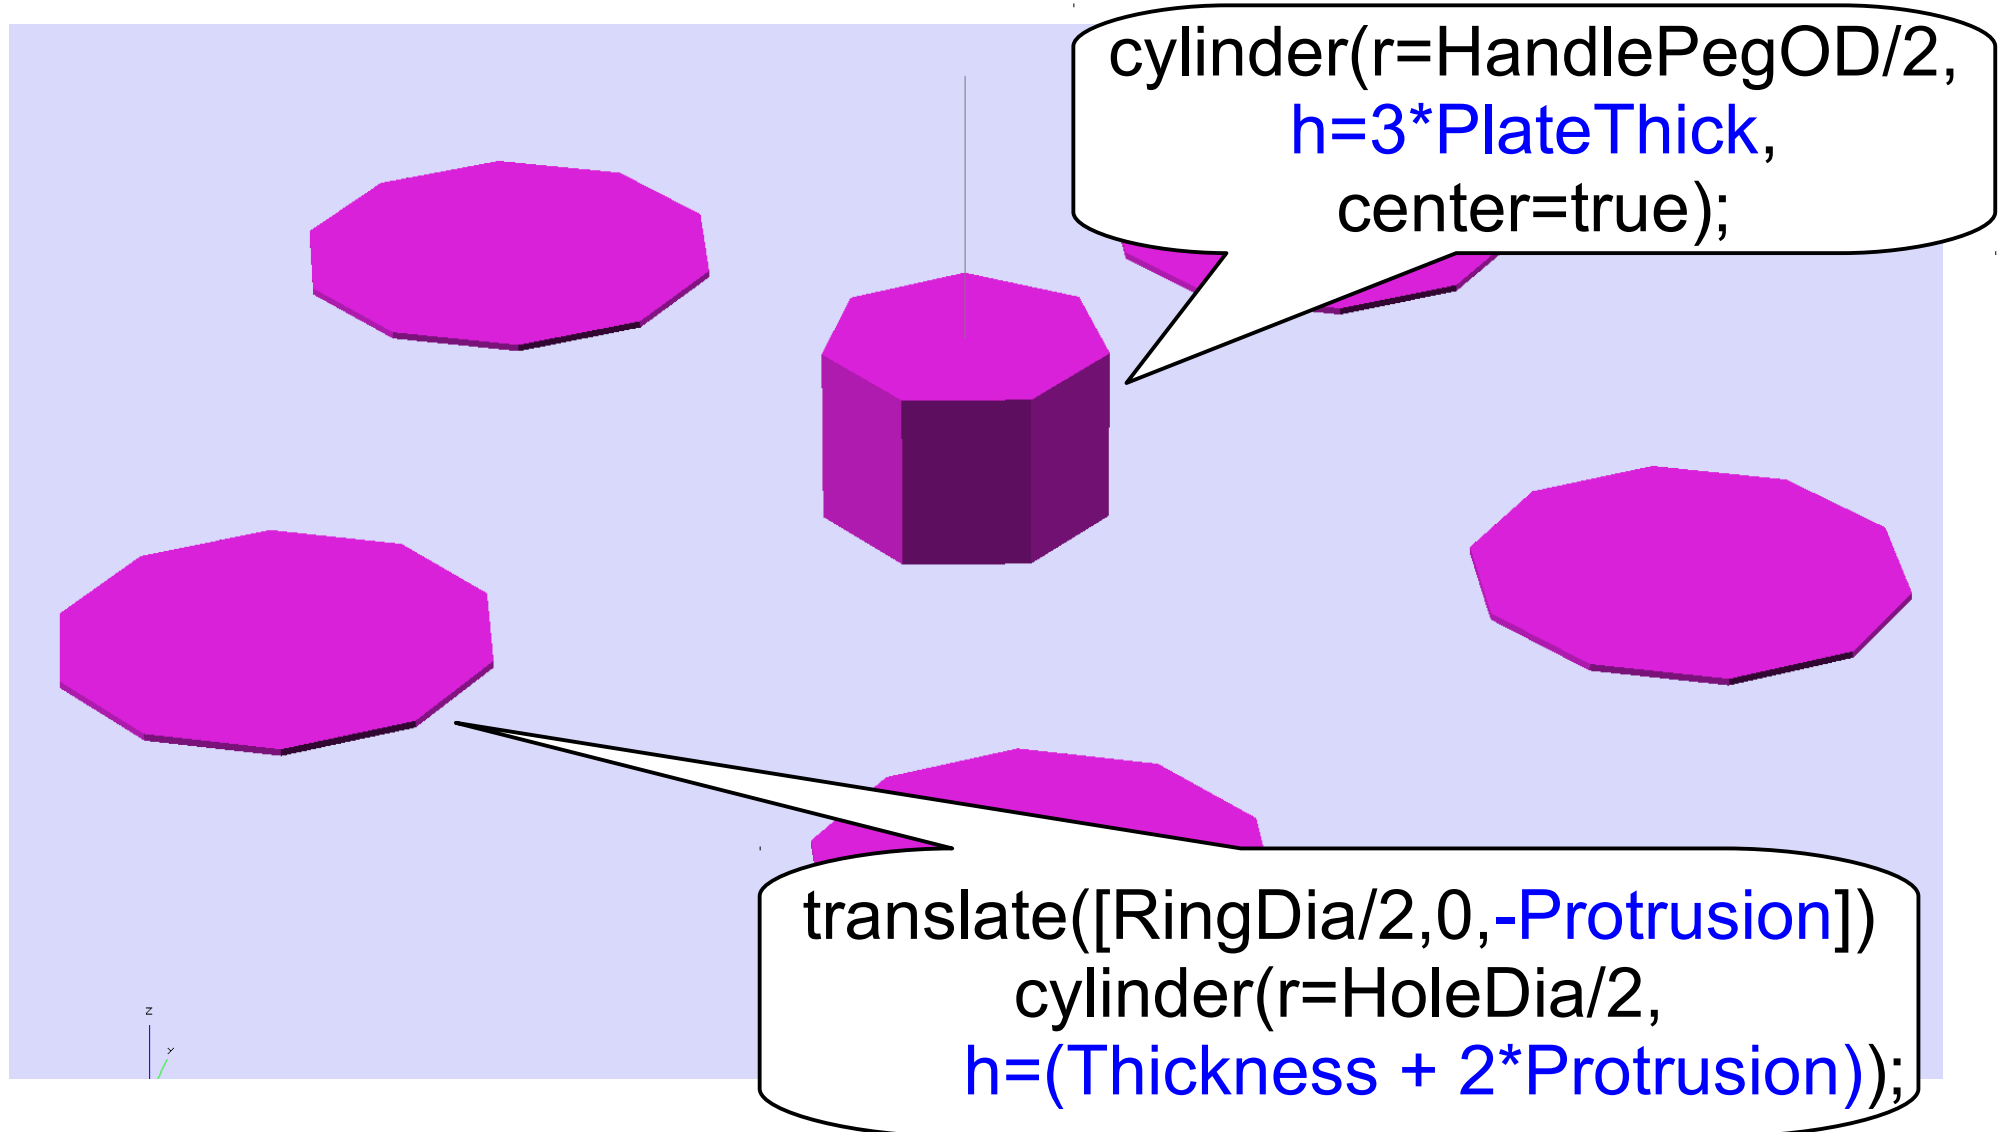 cylinder(r=HandlePegOD/2,
h=3*PlateThick,
center=true);
translate([RingDia/2,0,-Protrusion])
cylinder(r=HoleDia/2,
h=(Thickness + 2*Protrusion));
z
Y